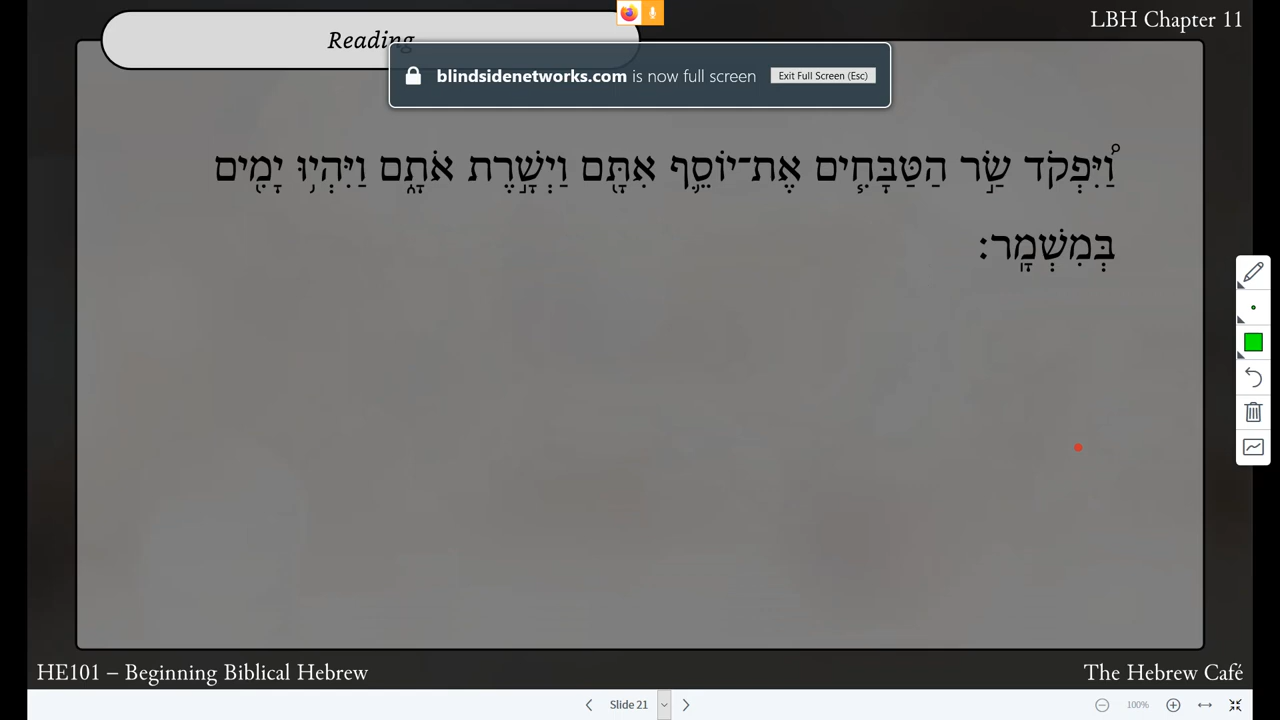 LBH Chapter 11
Reading
blindsidenetworks.com is now full screen
Exit Full Screen (Esc)
וַ֠יִּפְקֹד שַׂ֣ר הַטַּבָּחִ֧ים אֶת־יוֹסֵ֛ף אִתָּ֖ם וַיְשָׁ֣רֶת אֹתָ֑ם וַיִּהְי֥וּ יָמִ֖ים
בְּמִשְׁמָֽר׃
HE101 – Beginning Biblical Hebrew
The Hebrew Café
Slide 21
100%